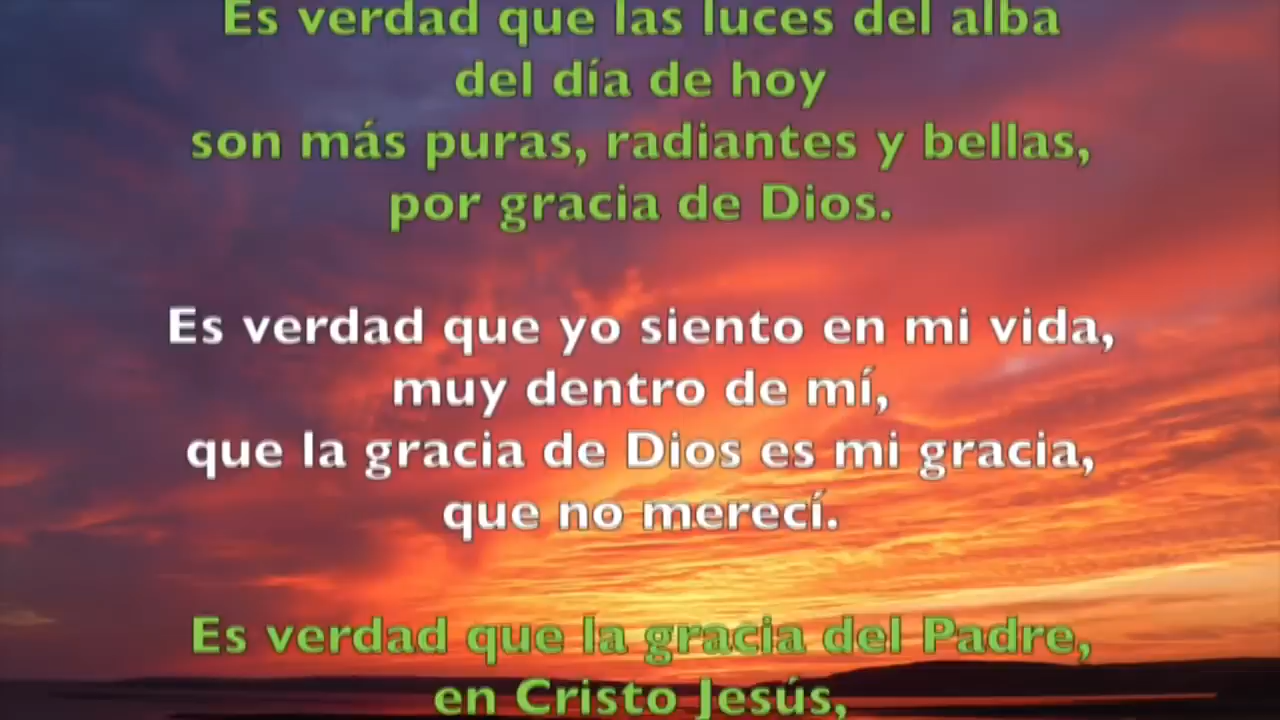 Es verdad que las luces del alba
del día de hoy
son más puras, radiantes y bellas,
por gracia de Dios.
Es verdad que yo siento en mi vida,
muy dentro de mí,
que la gracia de Dios es mi gracia,
que no merecí.
Es verdad que la gracia del Padre,
en Cristo Jesús,